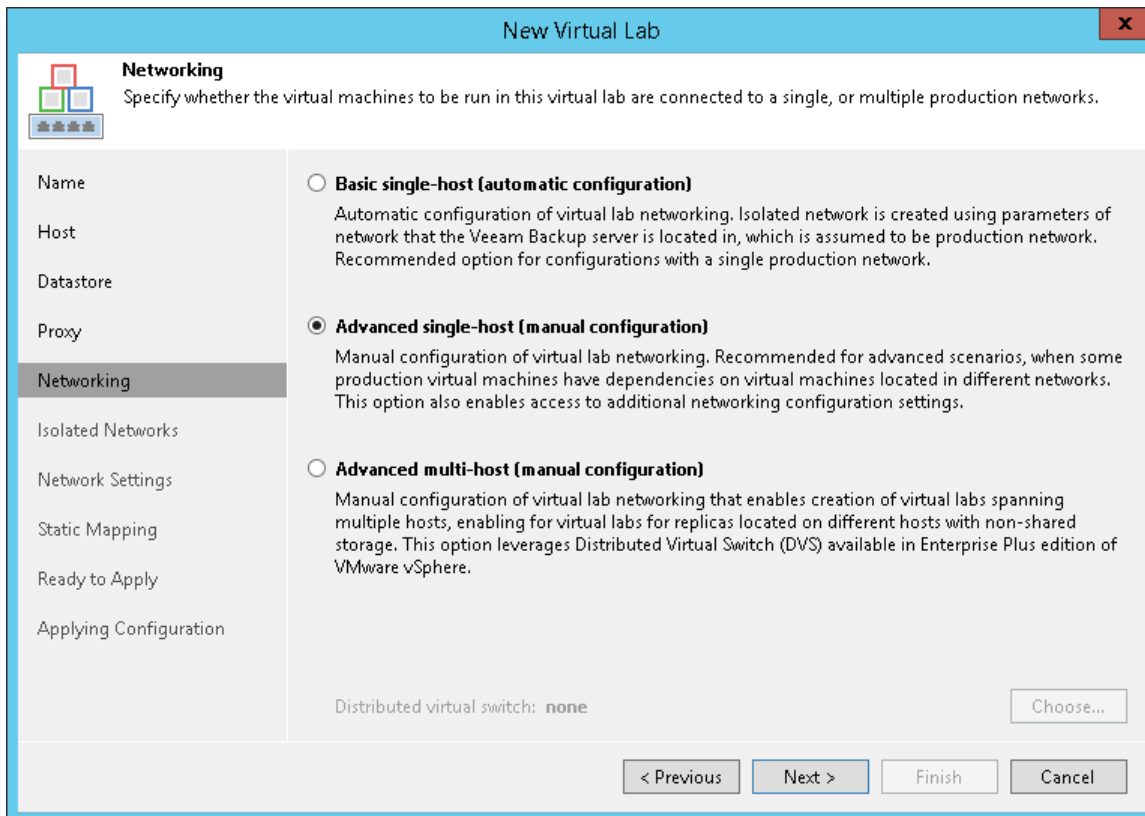 New Virtual Lab
x
Networking
Specify whether the virtual machines to be run in this virtual lab are connected to a single, or multiple production networks.
Name
Host
Datastore
Proxy
Networking
Isolated Networks
Network Settings
Static Mapping
Ready to Apply
Applying Configuration
Basic single-host (automatic configuration)
Automatic configuration of virtual lab networking. Isolated network is created using parameters of
network that the Veeam Backup server is located in, which is assumed to be production network.
Recommended option for configurations with a single production network.
Advanced single-host (manual configuration)
Manual configuration of virtual lab networking. Recommended for advanced scenarios, when some
production virtual machines have dependencies on virtual machines located in different networks.
This option also enables access to additional networking configuration settings.
Advanced multi-host (manual configuration)
Manual configuration of virtual lab networking that enables creation of virtual labs spanning
multiple hosts, enabling for virtual labs for replicas located on different hosts with non-shared
storage. This option leverages Distributed Virtual Switch (DVS) available in Enterprise Plus edition of
VMware vSphere.
Distributed virtual switch: none
Choose...
< Previous
Next >
Finish
Cancel